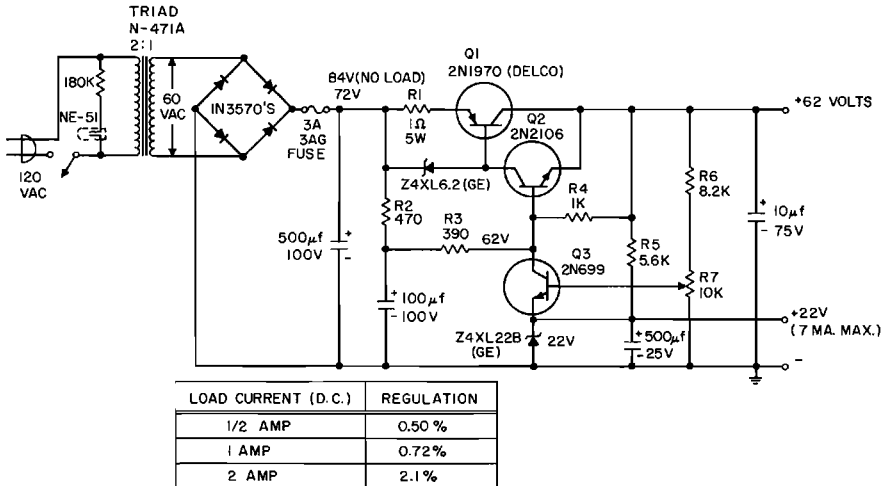 TRIAD
N-471A
2:1
180K
NE-51
120
VAC
60
VAC
IN3570'S
3A
3AG
FUSE
84V(NO LOAD)
72V
R1
1Ω
5W
Q1
2N1970 (DELCO)
Q2
2N2106
Z4XL6.2(GE)
R2
470
R3
390
62V
R4
1K
R5
5.6K
Q3
2N699
R6
8.2K
R7
10K
+62 VOLTS
+
10μf
- 75V
500μf
100V
+
-
+
100μf
-100V
Z4XL22B
(GE)
22V
+500μf
-25V
+22V
(7 MA. MAX.)
-
LOAD CURRENT (D.C.) REGULATION
1/2 AMP 0.50%
1 AMP 0.72%
2 AMP 2.1%